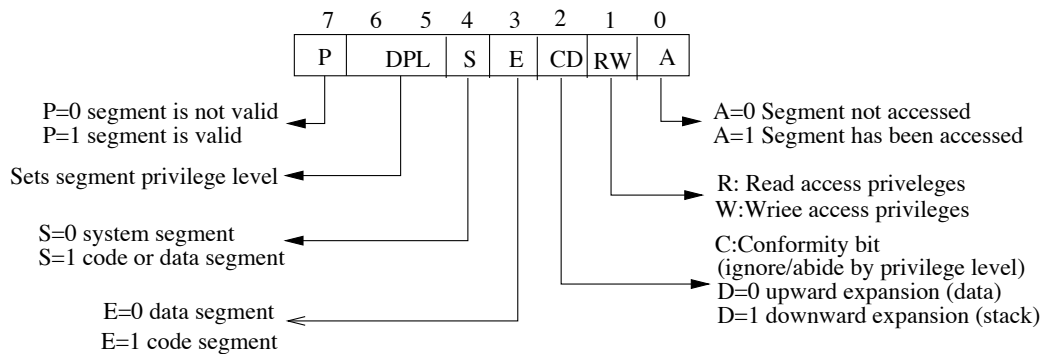 7 6 5 4 3 2 1 0
P DPL S E CD RW A
P=0 segment is not valid
P=1 segment is valid
Sets segment privilege level
S=0 system segment
S=1 code or data segment
E=0 data segment
E=1 code segment
A=0 Segment not accessed
A=1 Segment has been accessed
R: Read access priveleges
W:Wriee access privileges
C:Conformity bit
(ignore/abide by privilege level)
D=0 upward expansion (data)
D=1 downward expansion (stack)